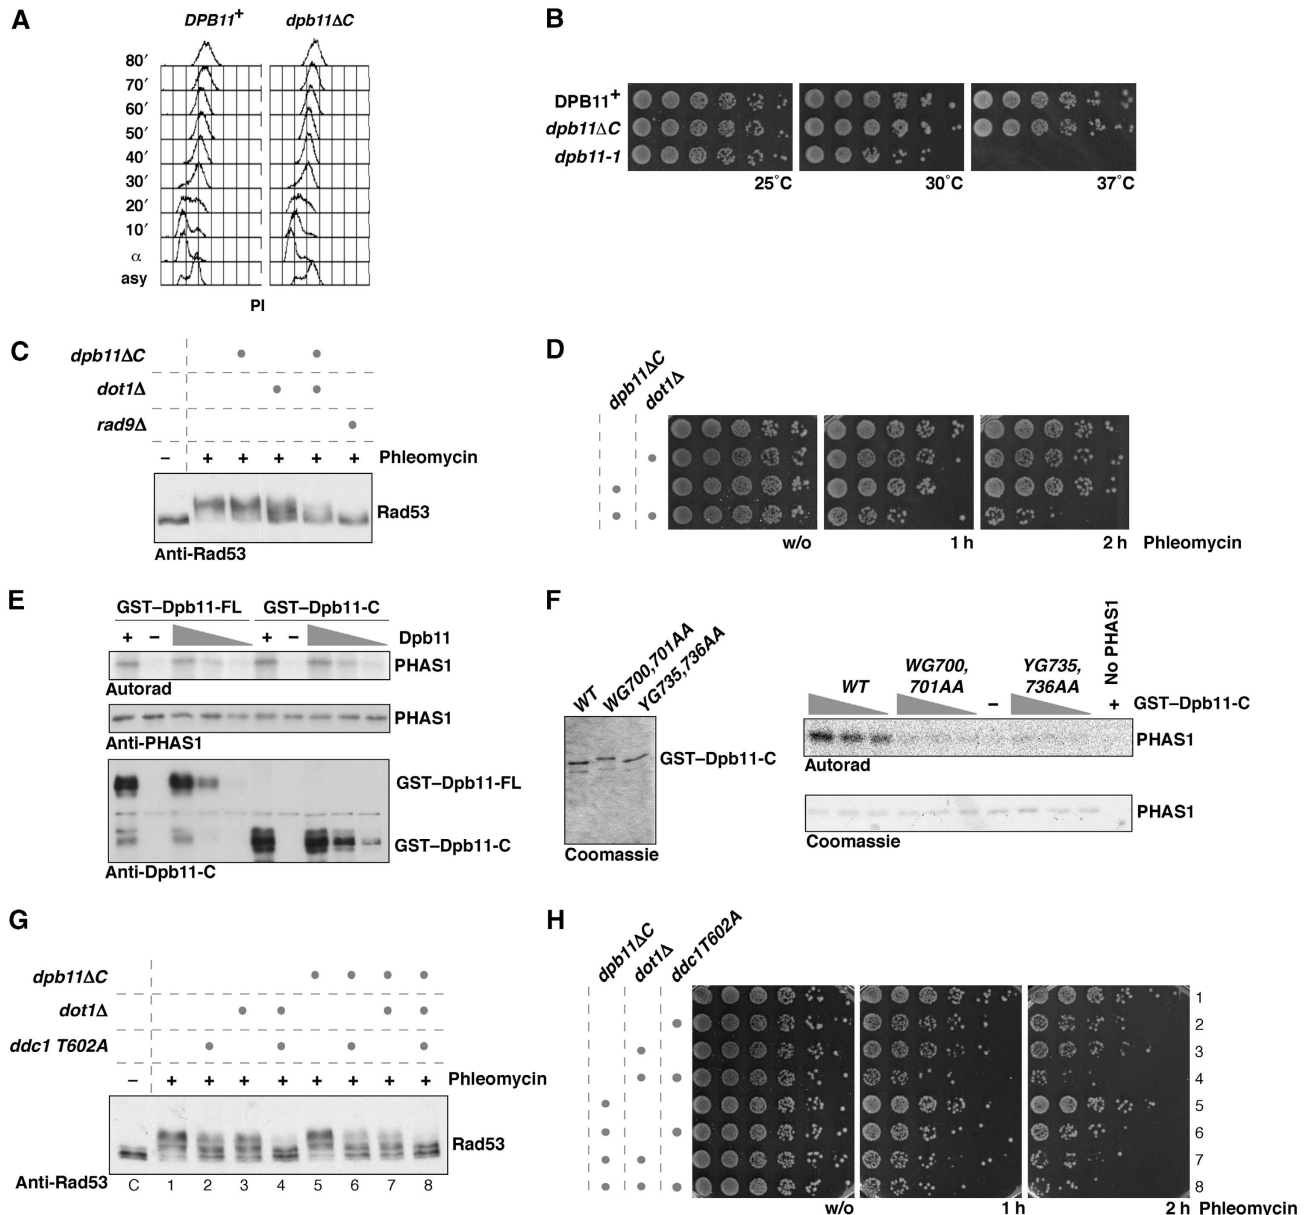 A
DPB11+ dpb11ΔC
80′
70′
60′
50′
40′
30′
20′
10′
α
asy
PI
B
DPB11+
dpb11ΔC
dpb11-1
25°C 30°C 37°C
C
dpb11ΔC
dot1Δ
rad9Δ
– + + + + + Phleomycin
Rad53
Anti-Rad53
D
dpb11ΔC dot1Δ
w/o 1 h 2 h Phleomycin
E
GST–Dpb11-FL GST–Dpb11-C
+ – + – Dpb11
PHAS1
Autorad
PHAS1
Anti-PHAS1
GST–Dpb11-FL
GST–Dpb11-C
Anti-Dpb11-C
F
WT WG700,701AA YG735,736AA
GST–Dpb11-C
Coomassie
WT WG700, 701AA YG735, 736AA No PHAS1
– + GST–Dpb11-C
PHAS1
Autorad
PHAS1
Coomassie
G
dpb11ΔC
dot1Δ
ddc1 T602A
– + + + + + + + + Phleomycin
Rad53
Anti-Rad53 C 1 2 3 4 5 6 7 8
H
dpb11ΔC dot1Δ ddc1T602A
1
2
3
4
5
6
7
8
w/o 1 h 2 h Phleomycin